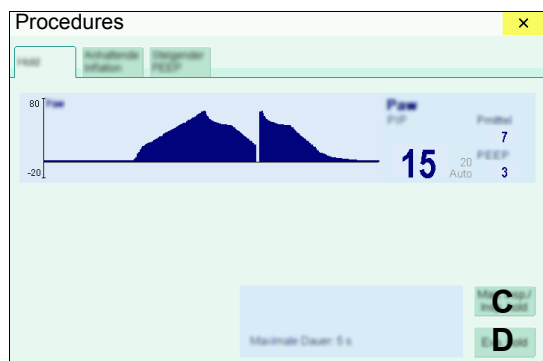 Procedures
×
Hold
Anhaltende
Inflation
Steigender
PEEP
80
Paw
-20
Paw
PIP
15
20
Auto
Pmittel
7
PEEP
3
C
Maximale Dauer: 5 s
D